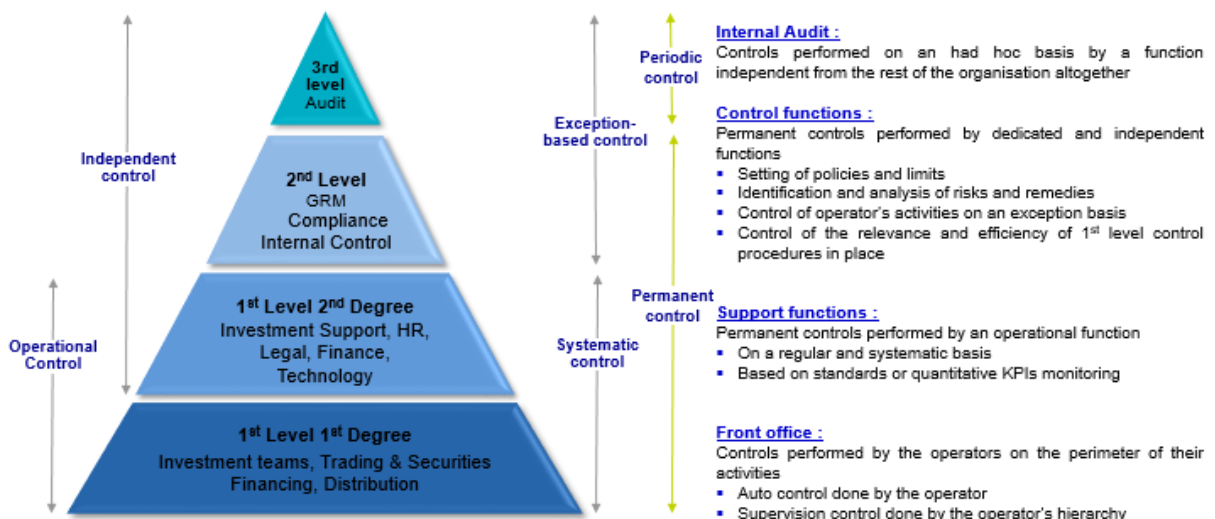 3rd
level
Audit
2nd Level
GRM
Compliance
Internal Control
1st Level 2nd Degree
Investment Support, HR,
Legal, Finance,
Technology
1st Level 1st Degree
Investment teams, Trading & Securities
Financing, Distribution
Independent
control
Operational
Control
Exception-
based control
Systematic
control
Periodic
control
Permanent
control
Internal Audit :
Controls performed on an had hoc basis by a function
independent from the rest of the organisation altogether
Control functions :
Permanent controls performed by dedicated and independent
functions
▪ Setting of policies and limits
▪ Identification and analysis of risks and remedies
▪ Control of operator's activities on an exception basis
▪ Control of the relevance and efficiency of 1st level control
procedures in place
Support functions :
Permanent controls performed by an operational function
▪ On a regular and systematic basis
▪ Based on standards or quantitative KPIs monitoring
Front office :
Controls performed by the operators on the perimeter of their
activities
▪ Auto control done by the operator
▪ Supervision control done by the operator's hierarchy